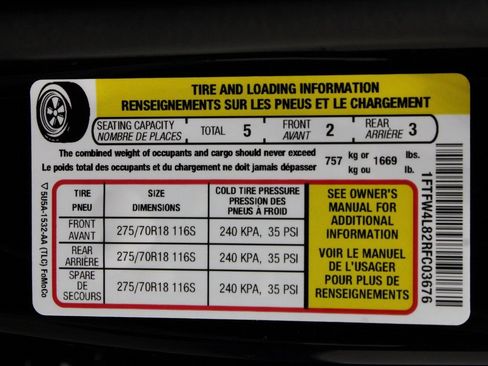 TIRE AND LOADING INFORMATION
RENSEIGNEMENTS SUR LES PNEUS ET LE CHARGEMENT
SEATING CAPACITY
NOMBRE DE PLACES
TOTAL 5
FRONT
AVANT 2
REAR
ARRIÈRE 3
The combined weight of occupants and cargo should never exceed
Le poids total des occupants et du chargement ne doit jamais dépasser
757 kg or kg ou 1669 lbs. lb.
TIRE
PNEU
SIZE
DIMENSIONS
COLD TIRE PRESSURE
PRESSION DES
PNEUS À FROID
FRONT
AVANT
275/70R18 116S
240 KPA, 35 PSI
REAR
ARRIÈRE
275/70R18 116S
240 KPA, 35 PSI
SPARE
DE SECOURS
275/70R18 116S
240 KPA, 35 PSI
SEE OWNER'S
MANUAL FOR
ADDITIONAL
INFORMATION
VOIR LE MANUEL
DE L'USAGER
POUR PLUS DE
RENSEIGNEMENTS
1FTFW4L82RFC03676
5U5A-1532-AA (TLG) FoMoCo